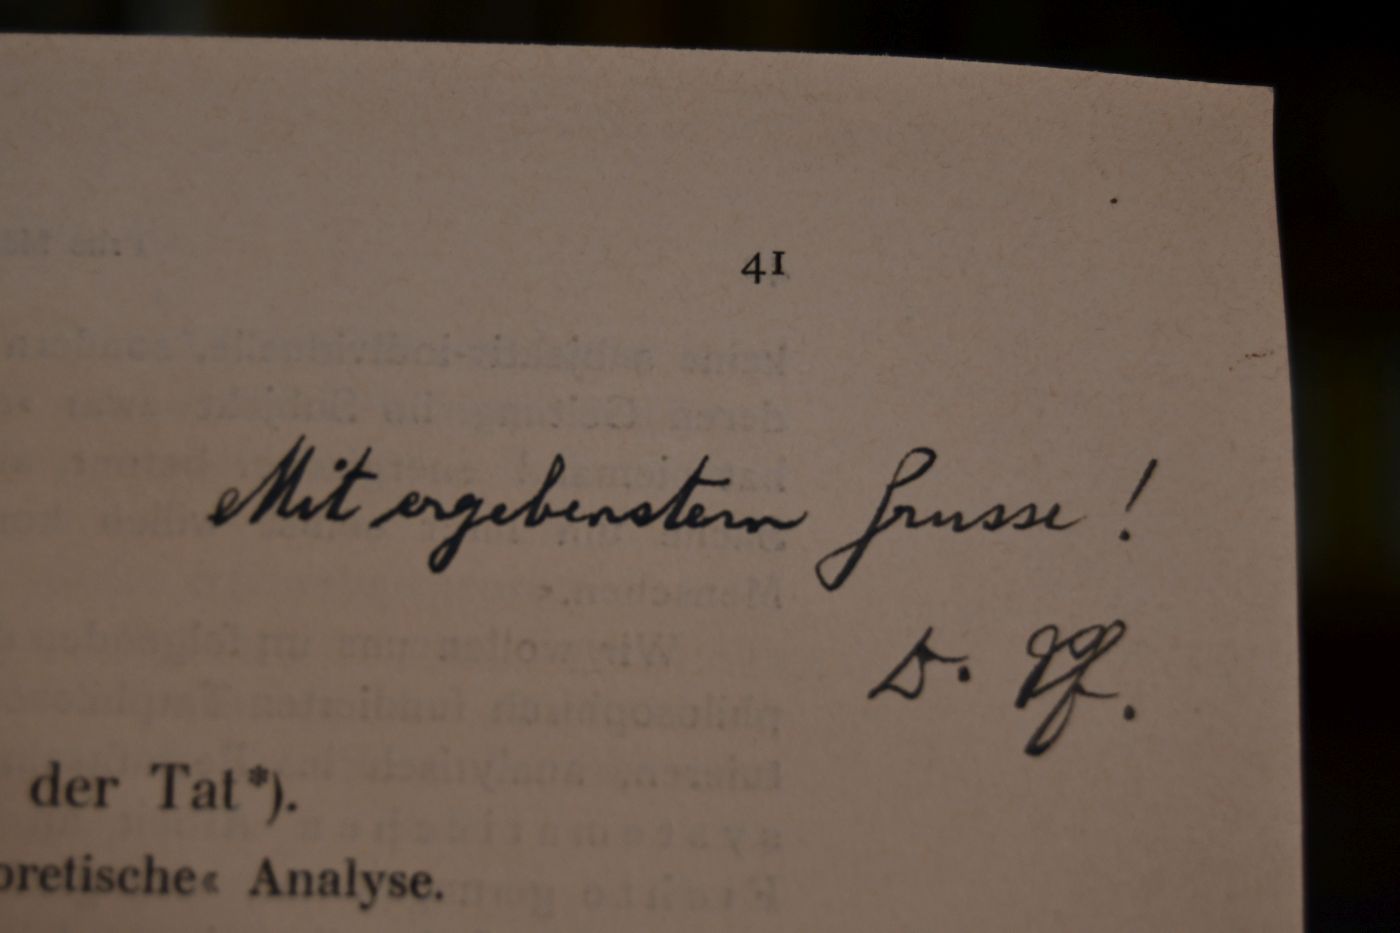 41
Mit ergebenstem Grusse !
D.
der Tat*).
oretische« Analyse.